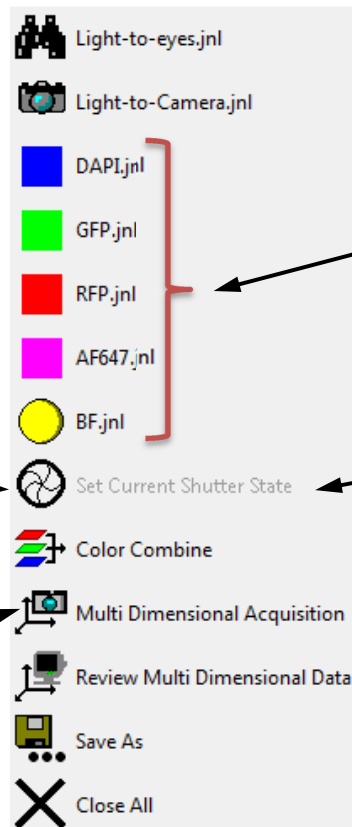 Light-to-eyes.jnl
Light-to-Camera.jnl
DAPI.jnl
GFP.jnl
RFP.jnl
AF647.jnl
BF.jnl
Set Current Shutter State
Color Combine
Multi Dimensional Acquisition
Review Multi Dimensional Data
Save As
Close All